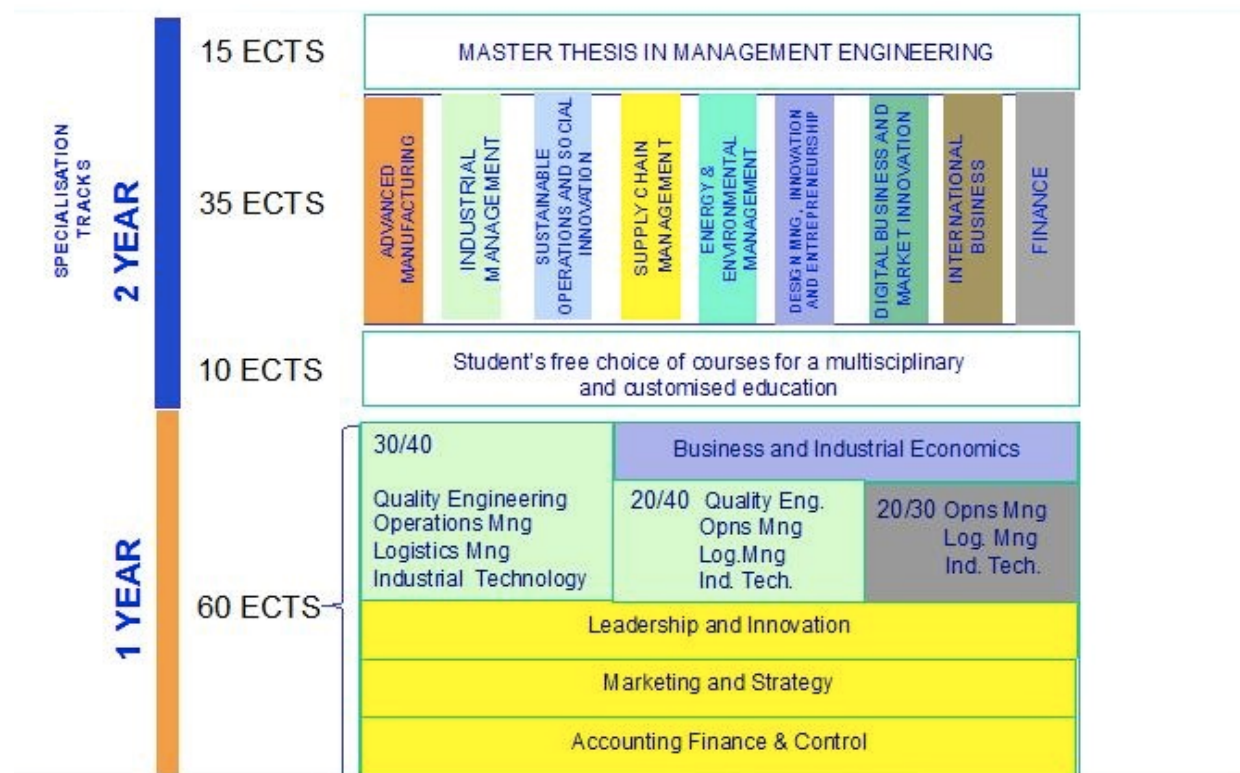 15 ECTS
MASTER THESIS IN MANAGEMENT ENGINEERING
SPECIALISATION
TRACKS
2 YEAR
35 ECTS
ADVANCED
MANUFACTURING
INDUSTRIAL
MANAGEMENT
SUSTAINABLE
OPERATIONS AND SOCIAL
INNOVATION
SUPPLY CHAIN
MANAGEMENT
ENERGY &
ENVIRONMENTAL
MANAGEMENT
DESIGN MNG, INNOVATION
AND ENTREPRENEURSHIP
DIGITAL BUSINESS AND
MARKET INNOVATION
INTERNATIONAL
BUSINESS
FINANCE
10 ECTS
Student's free choice of courses for a multisciplinary
and customised education
1 YEAR
60 ECTS
30/40
Quality Engineering
Operations Mng
Logistics Mng
Industrial Technology
Business and Industrial Economics
20/40 Quality Eng.
Opns Mng
Log.Mng
Ind. Tech.
20/30 Opns Mng
Log. Mng
Ind. Tech.
Leadership and Innovation
Marketing and Strategy
Accounting Finance & Control